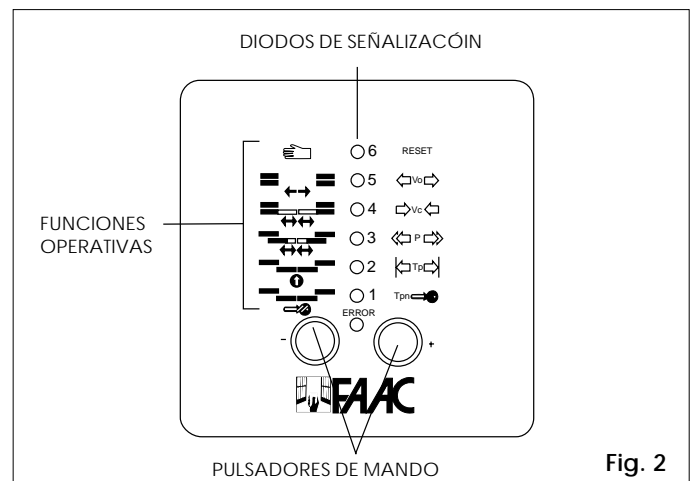 DIODOS DE SEÑALIZACÓIN
6 RESET
5 Vo
4 Vc
3 P
2 Tp
1 Tpn
ERROR
- +
FUNCIONES
OPERATIVAS
FAAC
PULSADORES DE MANDO
Fig. 2